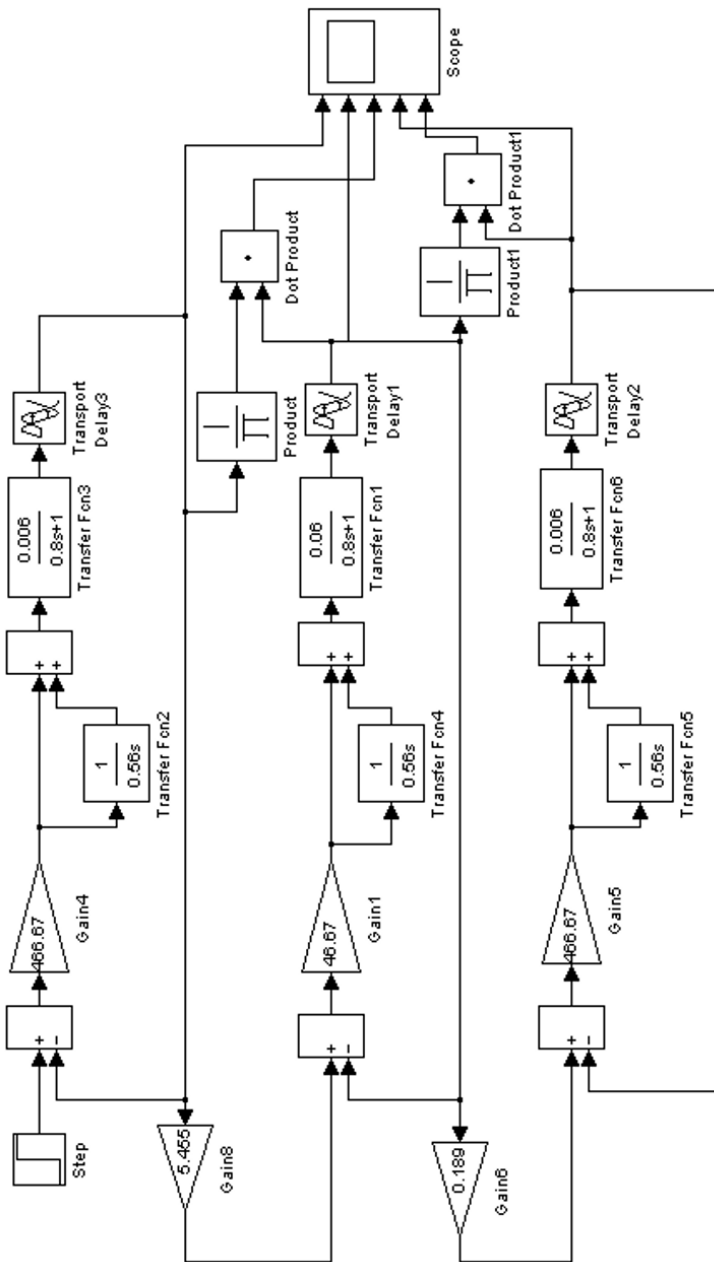 Step
+
-
466.67
Gain4
1
0.56s
Transfer Fcn2
+
+
0.006
0.8s+1
Transfer Fcn3
Transport
Delay3
5.455
Gain8
Product
Dot Product
Scope
+
-
46.67
Gain1
1
0.56s
Transfer Fcn4
+
+
0.06
0.8s+1
Transfer Fcn1
Transport
Delay1
Product1
Dot Product1
0.189
Gain6
+
-
466.67
Gain5
1
0.56s
Transfer Fcn5
+
+
0.006
0.8s+1
Transfer Fcn6
Transport
Delay2